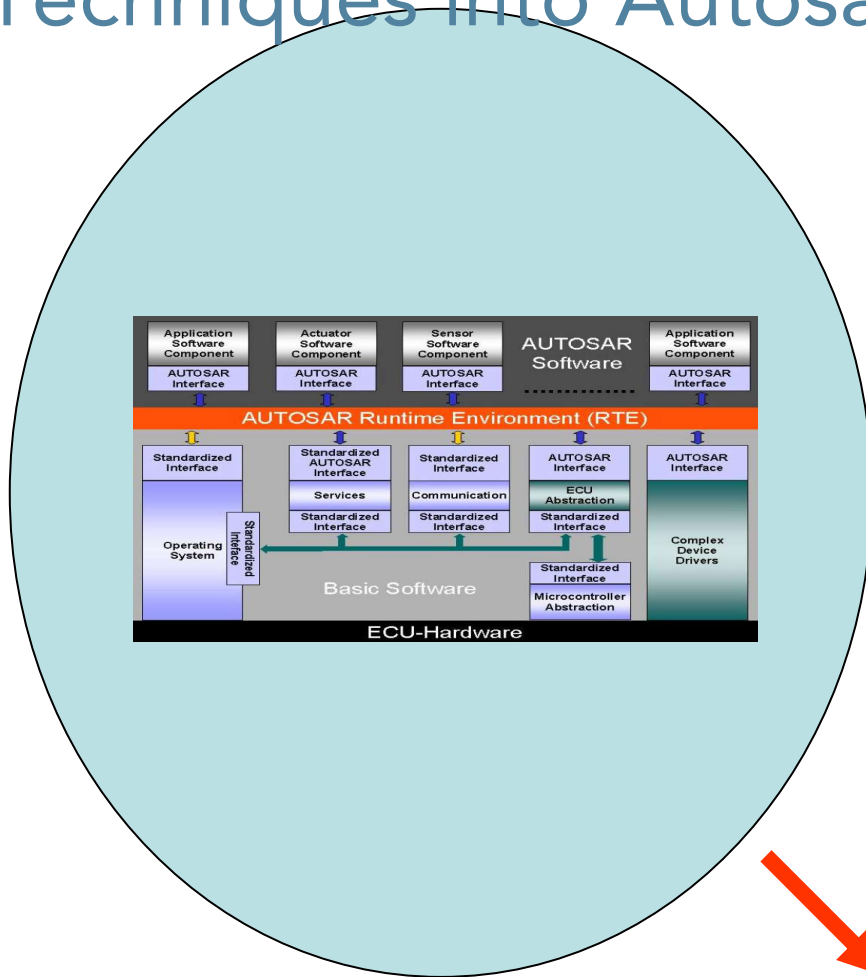 Techniques into Autosa
Application
Software
Component
AUTOSAR
Interface
Actuator
Software
Component
AUTOSAR
Interface
Sensor
Software
Component
AUTOSAR
Interface
AUTOSAR
Software
Application
Software
Component
AUTOSAR
Interface
AUTOSAR Runtime Environment (RTE)
Standardized
Interface
Operating
System
Standardized
Interface
Standardized
AUTOSAR
Interface
Services
Standardized
Interface
Standardized
Interface
Communication
Standardized
Interface
AUTOSAR
Interface
ECU
Abstraction
Standardized
Interface
Standardized
Interface
Microcontroller
Abstraction
AUTOSAR
Interface
Complex
Device
Drivers
Basic Software
ECU-Hardware